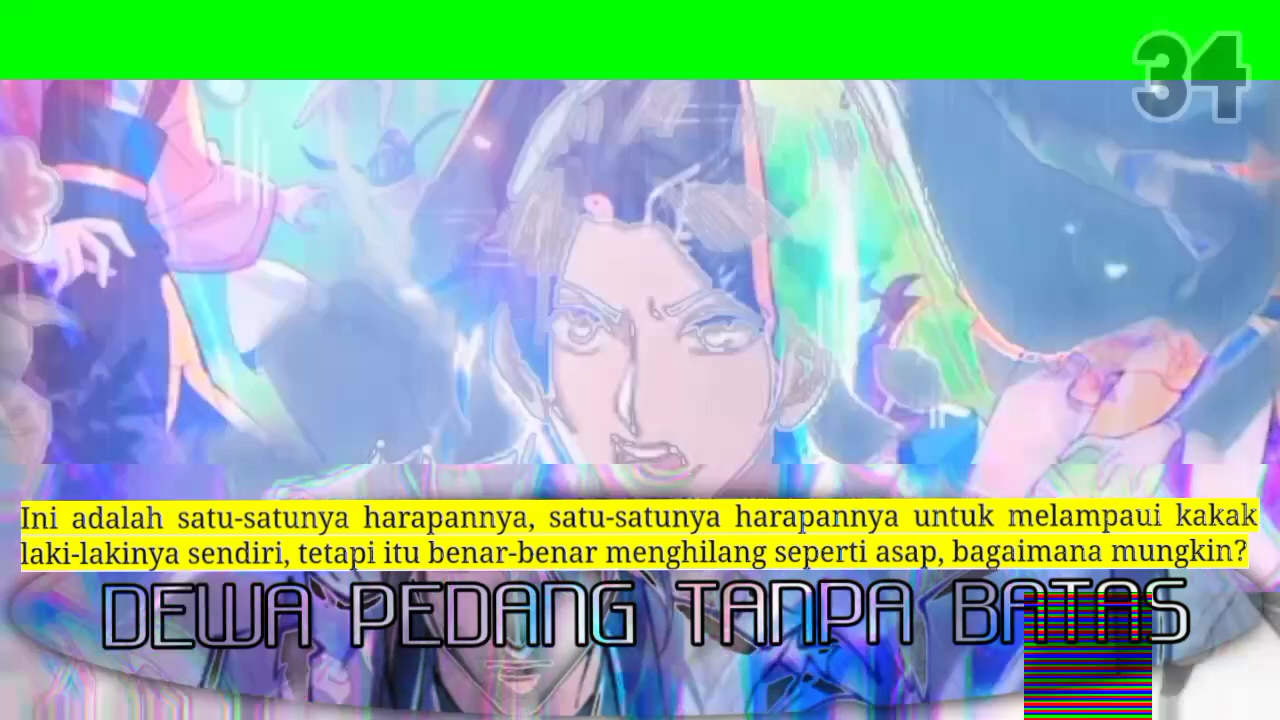 34
Ini adalah satu-satunya harapannya, satu-satunya harapannya untuk melampaui kakak
laki-lakinya sendiri, tetapi itu benar-benar menghilang seperti asap, bagaimana mungkin?
DEWA PEDANG TANPA BATAS